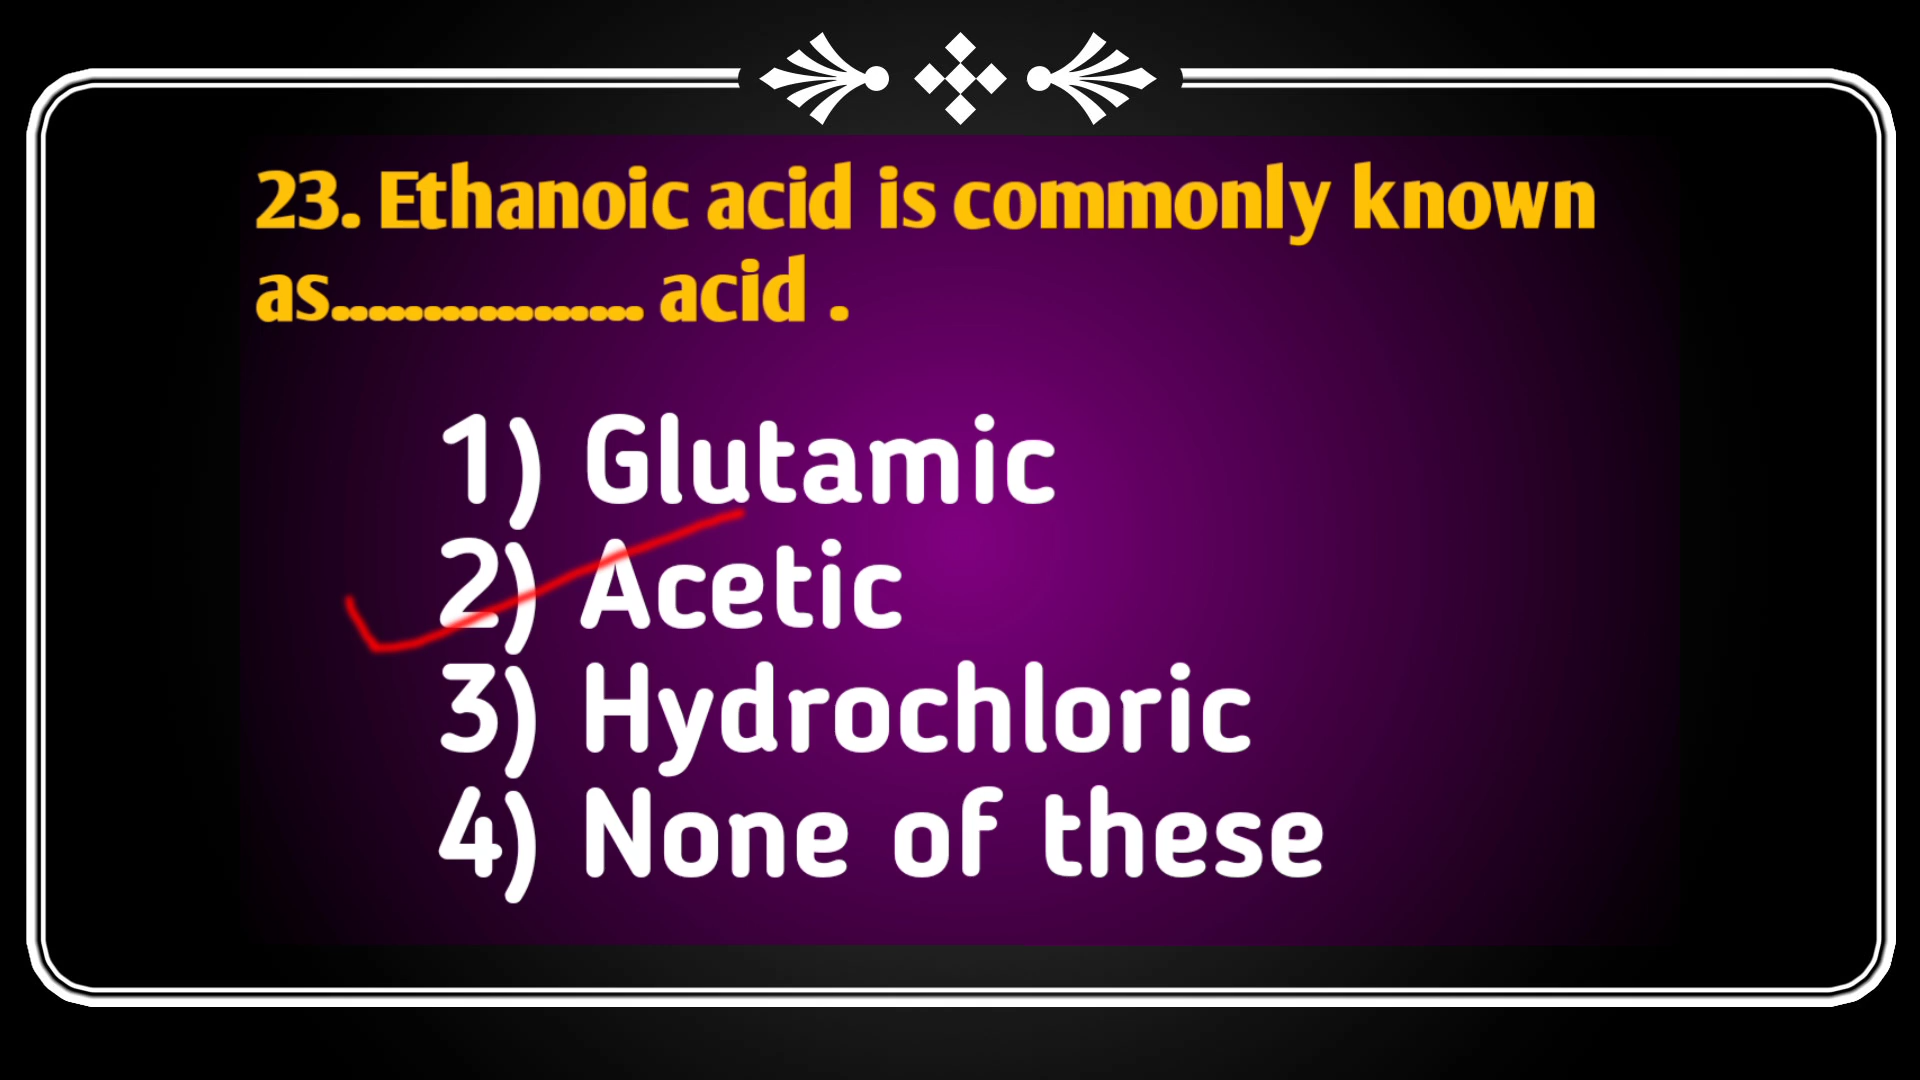 23. Ethanoic acid is commonly known
as................. acid .
1) Glutamic
2) Acetic
3) Hydrochloric
4) None of these